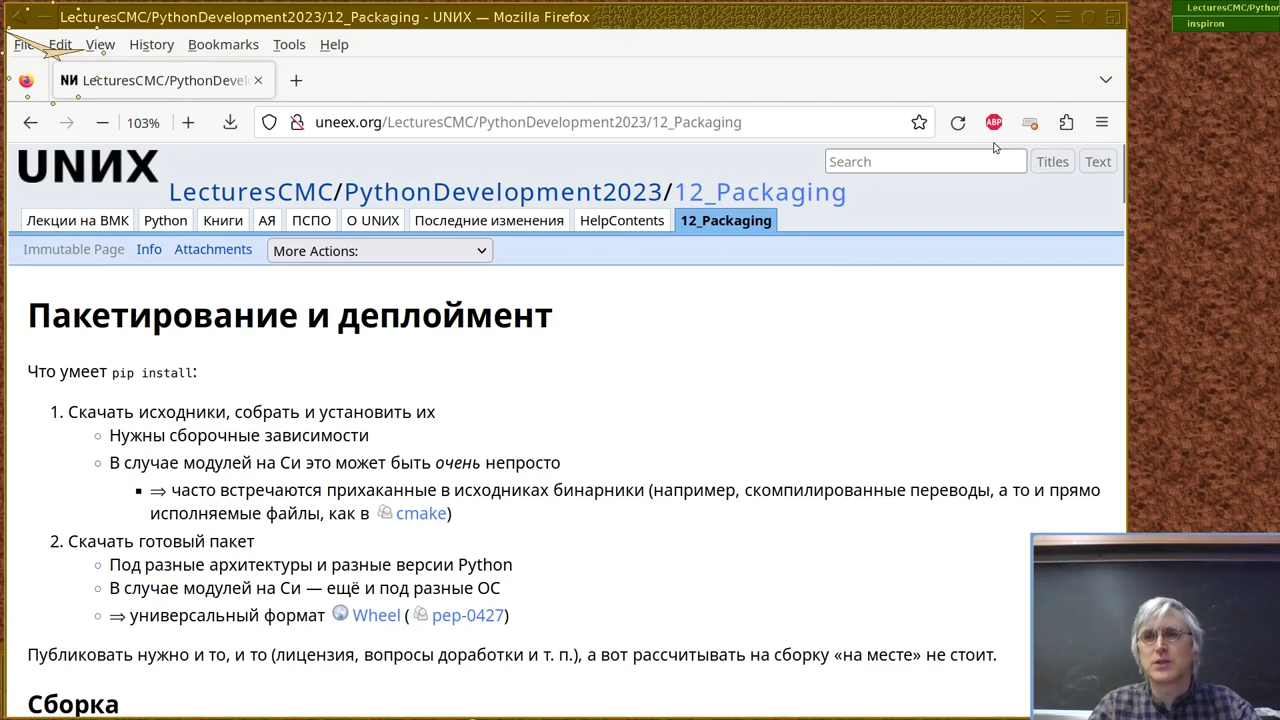 LecturesCMC/PythonDevelopment2023/12_Packaging - UNИX — Mozilla Firefox
LecturesCMC/Python
inspiron
File Edit View History Bookmarks Tools Help
NИ LecturesCMC/PythonDevel
103%
uneex.org/LecturesCMC/PythonDevelopment2023/12_Packaging
ABP
UNИX
Search Titles Text
LecturesCMC/PythonDevelopment2023/12_Packaging
Лекции на ВМК Python Книги АЯ ПСПО О UNИX Последние изменения HelpContents 12_Packaging
Immutable Page Info Attachments More Actions:
Пакетирование и деплоймент
Что умеет pip install:
1. Скачать исходники, собрать и установить их
Нужны сборочные зависимости
В случае модулей на Си это может быть очень непросто
⇒ часто встречаются прихаканные в исходниках бинарники (например, скомпилированные переводы, а то и прямо
исполняемые файлы, как в cmake)
2. Скачать готовый пакет
Под разные архитектуры и разные версии Python
В случае модулей на Си — ещё и под разные ОС
⇒ универсальный формат Wheel ( pep-0427)
Публиковать нужно и то, и то (лицензия, вопросы доработки и т. п.), а вот рассчитывать на сборку «на месте» не стоит.
Сборка